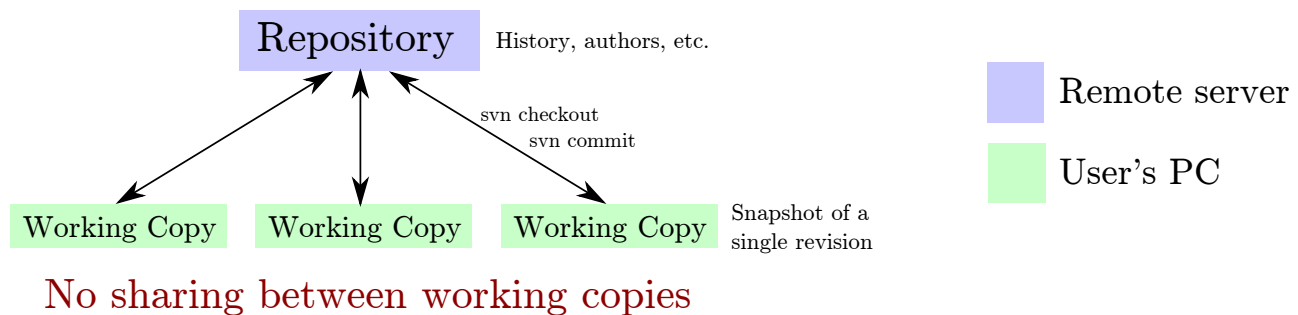 Repository
History, authors, etc.
svn checkout
svn commit
Working Copy
Working Copy
Working Copy
Snapshot of a
single revision
No sharing between working copies
Remote server
User's PC